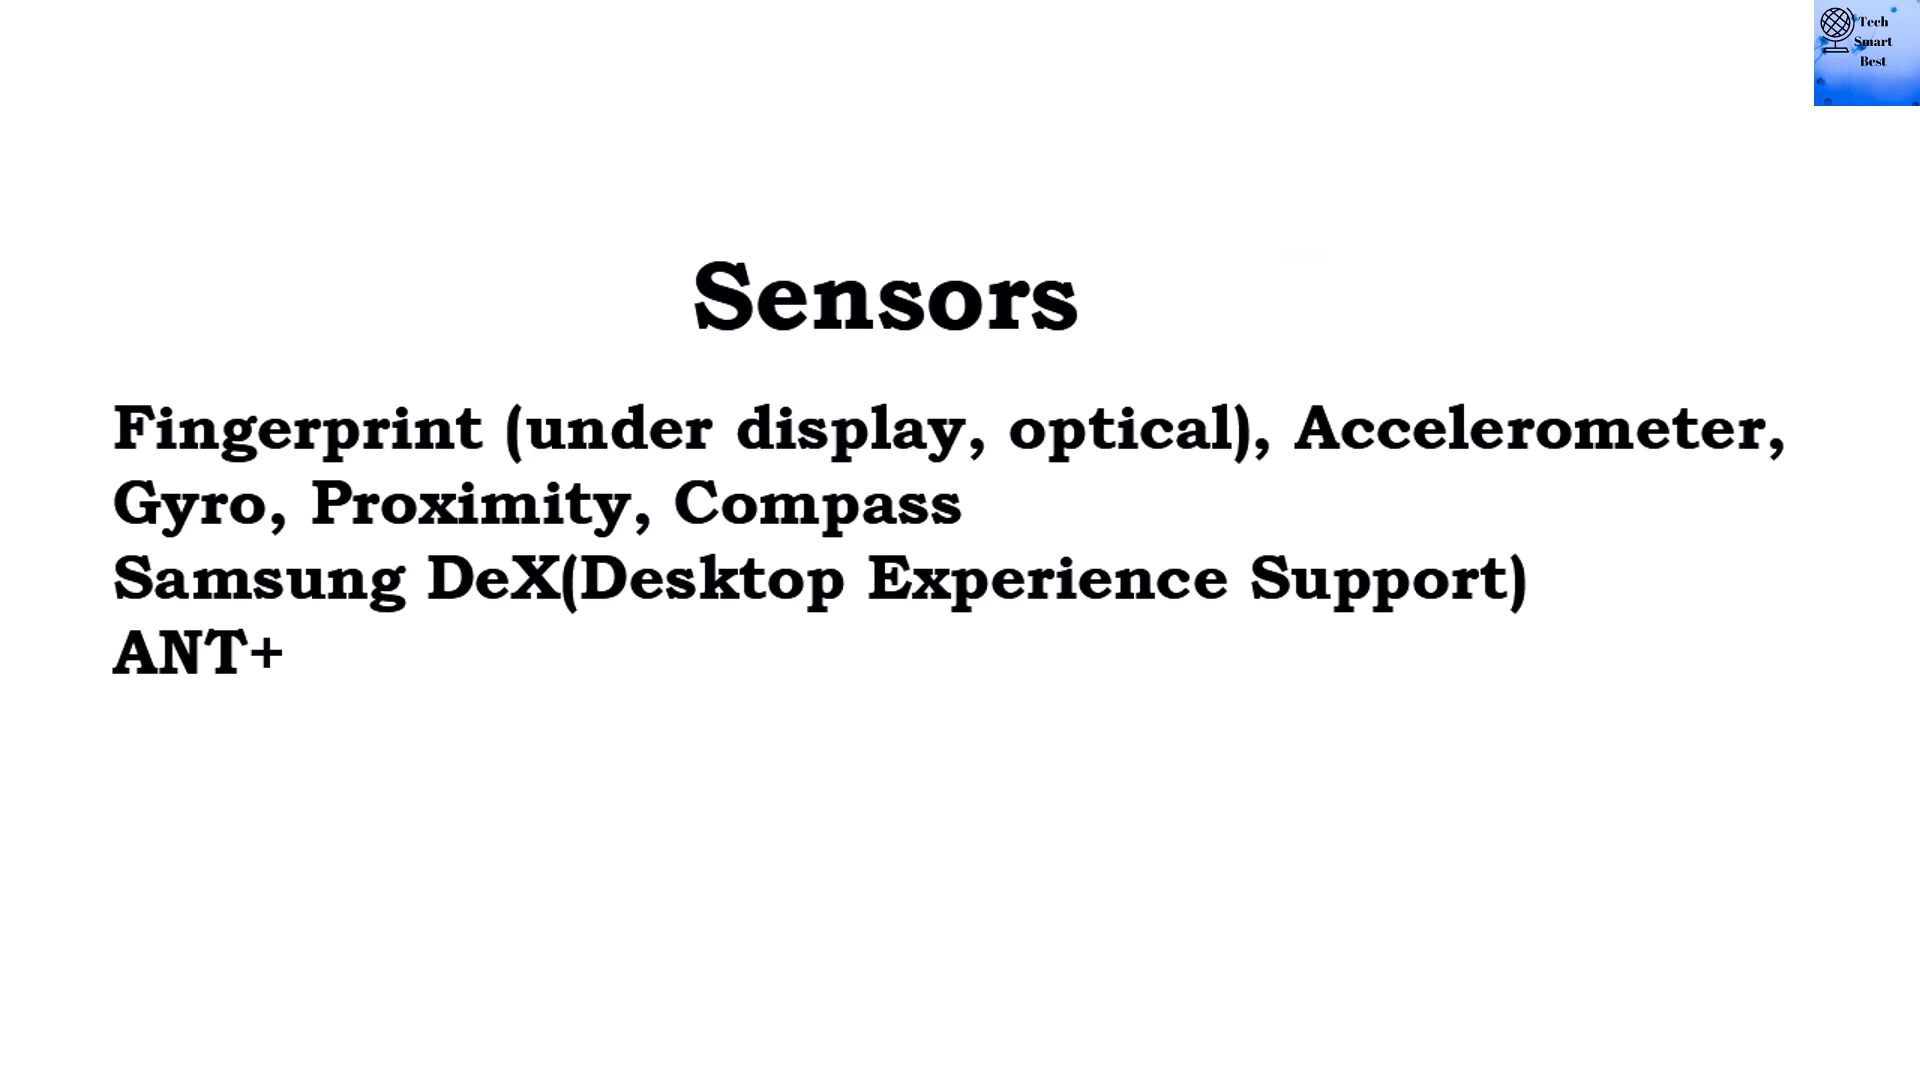 Tech
Smart
Best
Sensors
Fingerprint (under display, optical), Accelerometer,
Gyro, Proximity, Compass
Samsung DeX(Desktop Experience Support)
ANT+